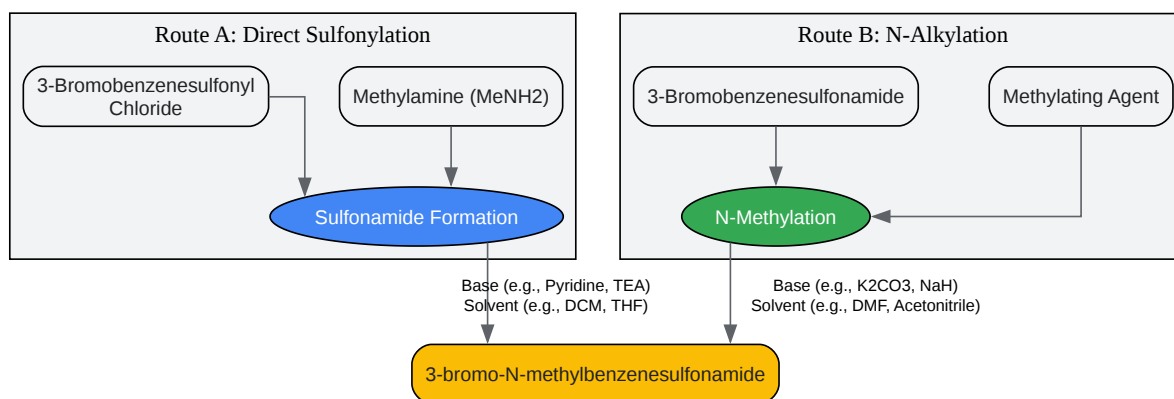 Route A: Direct Sulfonylation
3-Bromobenzenesulfonyl
Chloride
Methylamine (MeNH2)
Sulfonamide Formation
Base (e.g., Pyridine, TEA)
Solvent (e.g., DCM, THF)
Route B: N-Alkylation
3-Bromobenzenesulfonamide
Methylating Agent
N-Methylation
Base (e.g., K2CO3, NaH)
Solvent (e.g., DMF, Acetonitrile)
3-bromo-N-methylbenzenesulfonamide